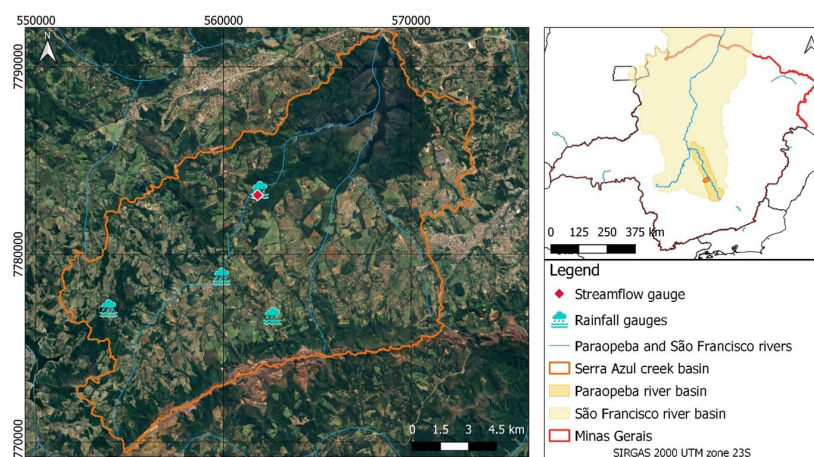 550000 560000 570000
7790000
7780000
7770000
N
0 1.5 3 4.5 km
0 125 250 375 km
Legend
Streamflow gauge
Rainfall gauges
Paraopeba and São Francisco rivers
Serra Azul creek basin
Paraopeba river basin
São Francisco river basin
Minas Gerais
SIRGAS 2000 UTM zone 23S